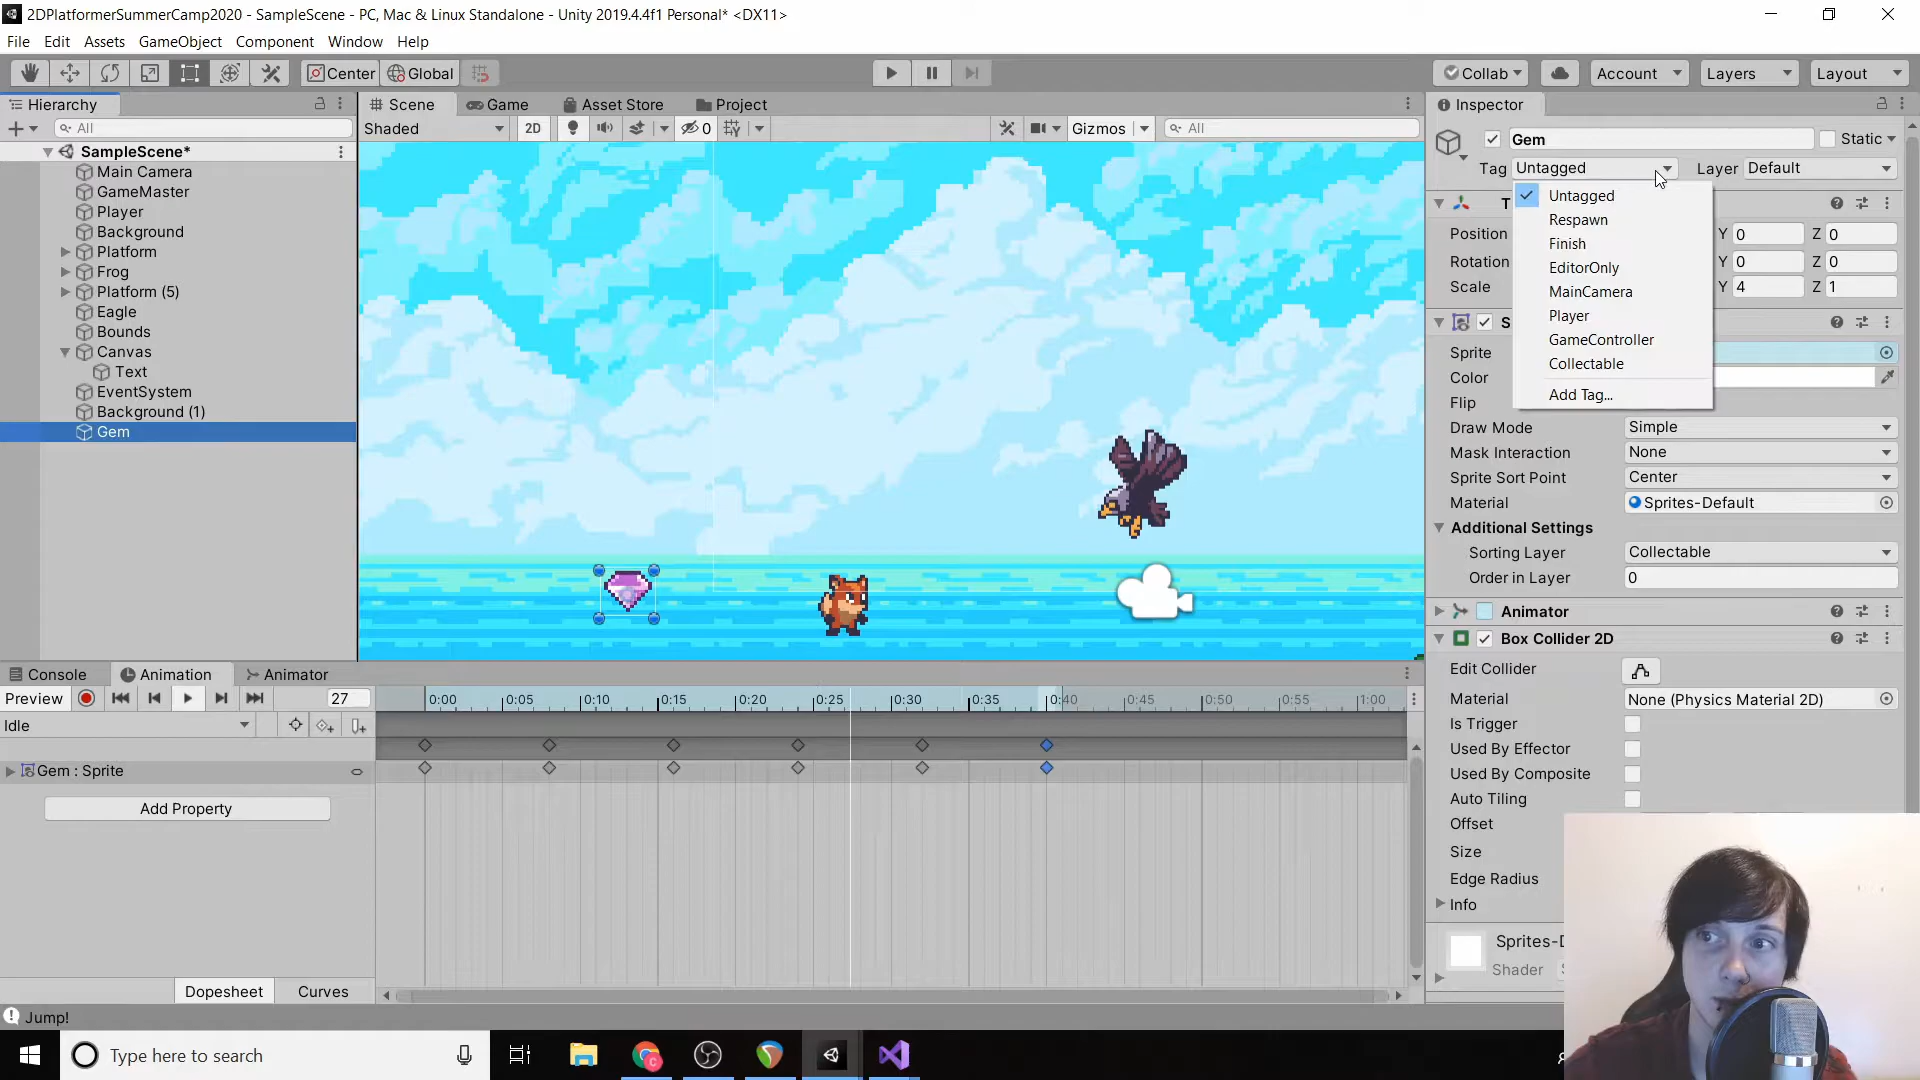 2DPlatformerSummerCamp2020 - SampleScene - PC, Mac & Linux Standalone - Unity 2019.4.4f1 Personal* <DX11>
File Edit Assets GameObject Component Window Help
Center Global Collab Account Layers Layout
Hierarchy
All
SampleScene*
Main Camera
GameMaster
Player
Background
Platform
Frog
Platform (5)
Eagle
Bounds
Canvas
Text
EventSystem
Background (1)
Gem
Scene Game Asset Store Project
Shaded 2D 0 Gizmos All
Inspector
Gem Static
Tag Untagged Layer Default
Untagged
Respawn
Finish
EditorOnly
MainCamera
Player
GameController
Collectable
Add Tag...
T
Position Y 0 Z 0
Rotation Y 0 Z 0
Scale Y 4 Z 1
S
Sprite
Color
Flip
Draw Mode Simple
Mask Interaction None
Sprite Sort Point Center
Material Sprites-Default
Additional Settings
Sorting Layer Collectable
Order in Layer 0
Animator
Box Collider 2D
Edit Collider
Material None (Physics Material 2D)
Is Trigger
Used By Effector
Used By Composite
Auto Tiling
Offset
Size
Edge Radius
Info
Sprites-D
Shader
Console Animation Animator
Preview 27 0:00 0:05 0:10 0:15 0:20 0:25 0:30 0:35 0:40 0:45 0:50 0:55 1:00
Idle
Gem : Sprite
Add Property
Dopesheet Curves
Jump!
Type here to search